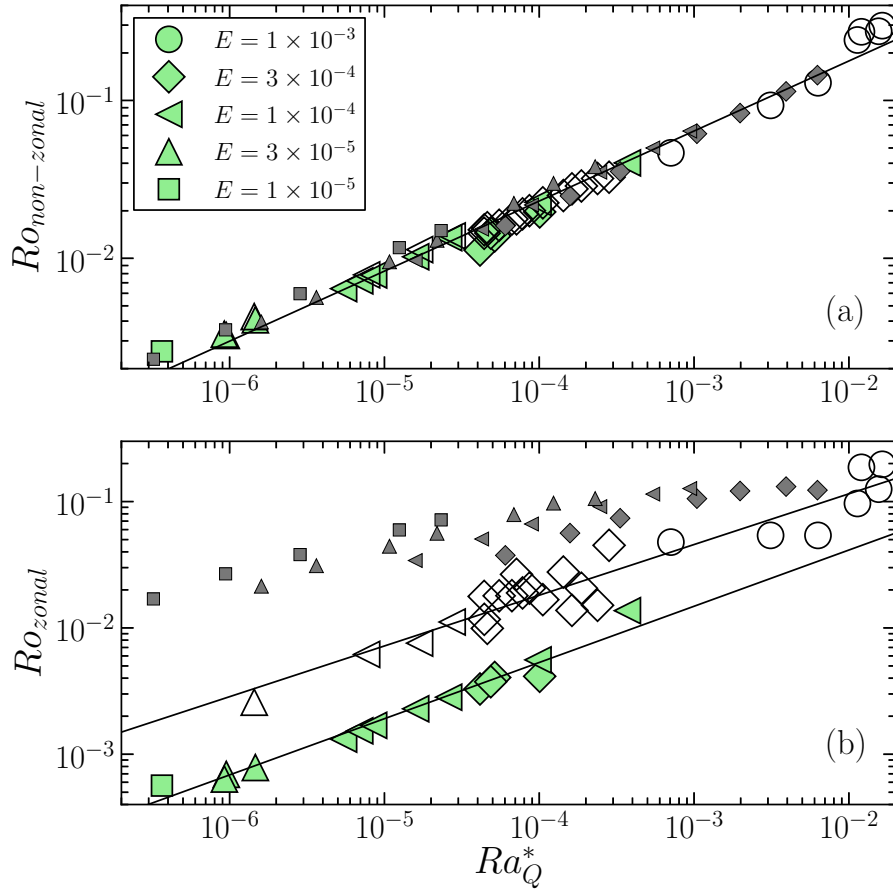 10⁻¹
10⁻²
Ro_{non−zonal}
E = 1 × 10⁻³
E = 3 × 10⁻⁴
E = 1 × 10⁻⁴
E = 3 × 10⁻⁵
E = 1 × 10⁻⁵
(a)
10⁻⁶ 10⁻⁵ 10⁻⁴ 10⁻³ 10⁻²
10⁻¹
10⁻²
10⁻³
Ro_{zonal}
(b)
10⁻⁶ 10⁻⁵ 10⁻⁴ 10⁻³ 10⁻²
Ra*_Q